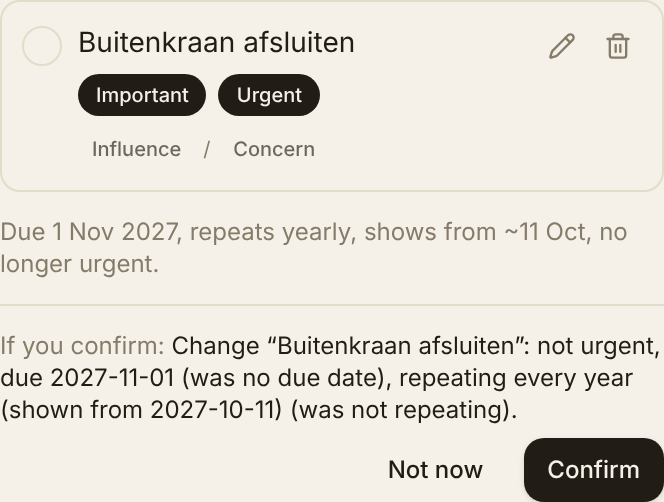 Buitenkraan afsluiten
Important Urgent
Influence / Concern
Due 1 Nov 2027, repeats yearly, shows from ~11 Oct, no
longer urgent.
If you confirm: Change “Buitenkraan afsluiten”: not urgent,
due 2027-11-01 (was no due date), repeating every year
(shown from 2027-10-11) (was not repeating).
Not now Confirm